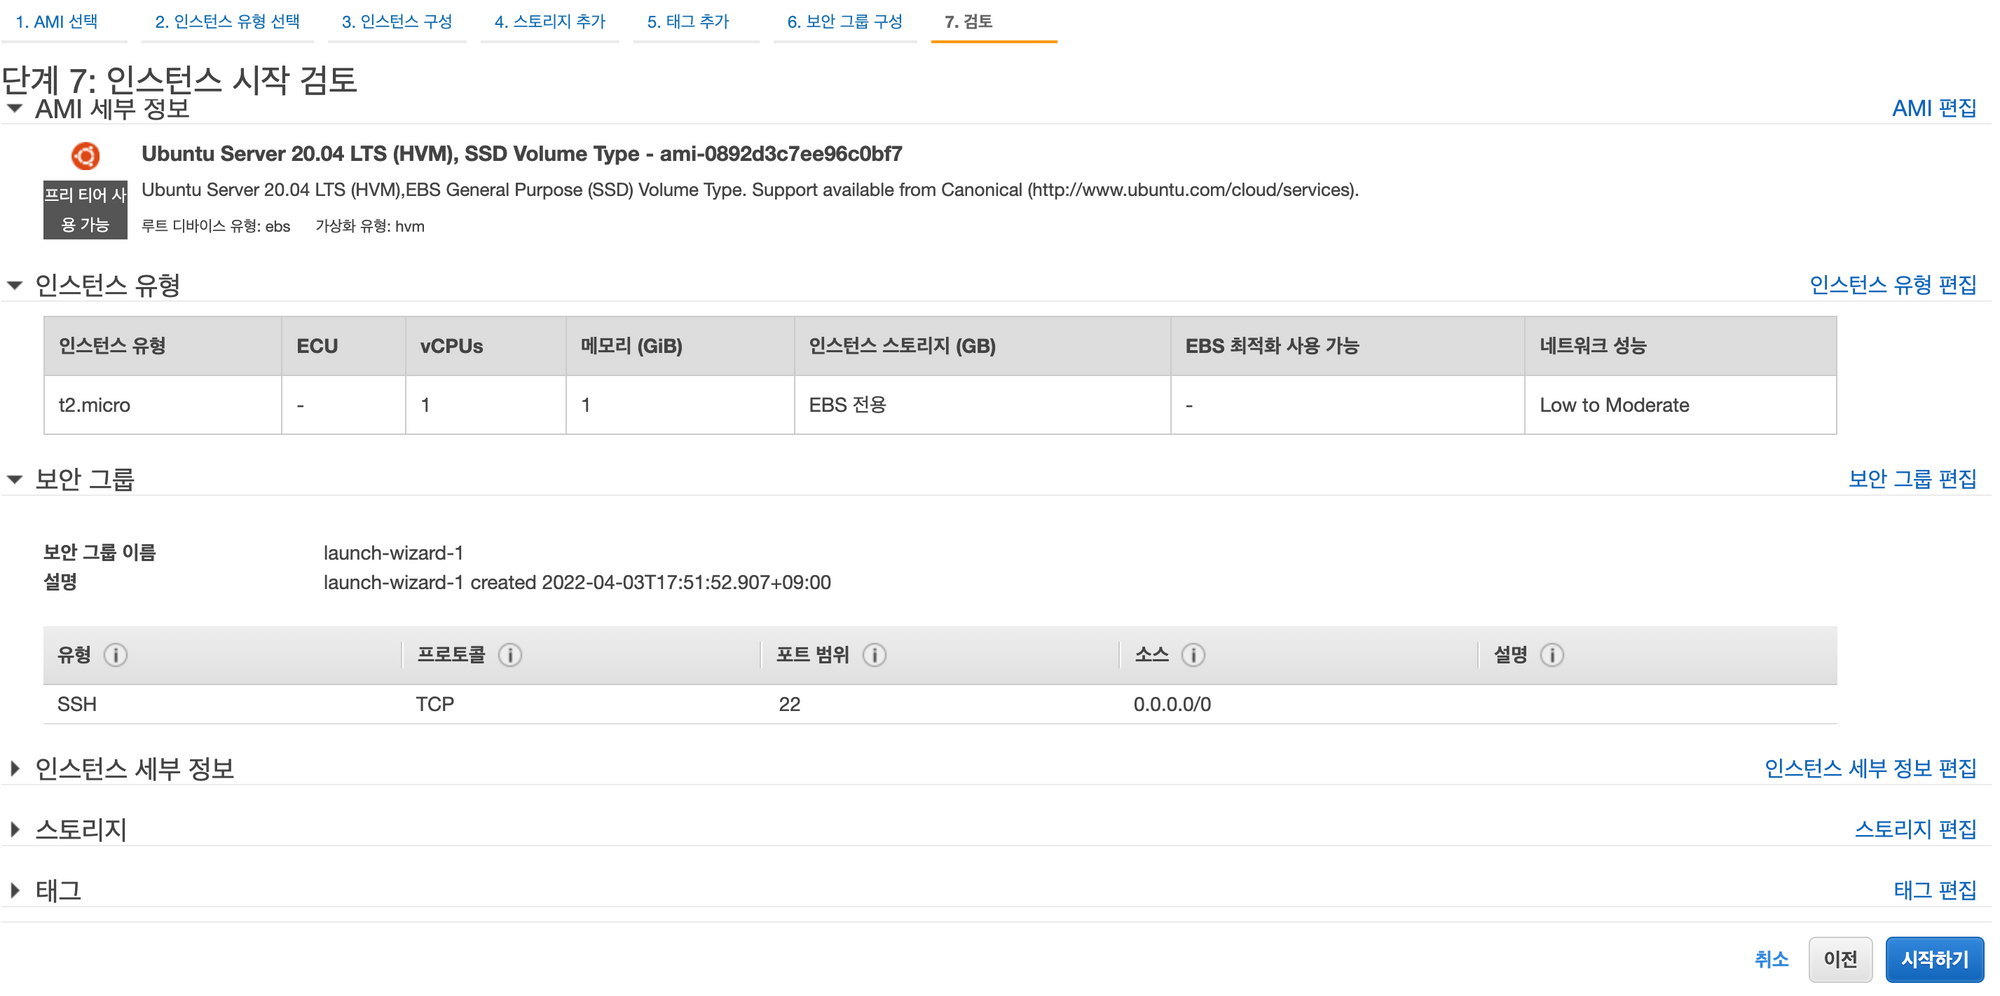 1. AMI 선택 2. 인스턴스 유형 선택 3. 인스턴스 구성 4. 스토리지 추가 5. 태그 추가 6. 보안 그룹 구성 7. 검토
단계 7: 인스턴스 시작 검토
AMI 세부 정보 AMI 편집
Ubuntu Server 20.04 LTS (HVM), SSD Volume Type - ami-0892d3c7ee96c0bf7
프리 티어 사
용 가능
Ubuntu Server 20.04 LTS (HVM),EBS General Purpose (SSD) Volume Type. Support available from Canonical (http://www.ubuntu.com/cloud/services).
루트 디바이스 유형: ebs 가상화 유형: hvm
인스턴스 유형 인스턴스 유형 편집
인스턴스 유형 ECU vCPUs 메모리 (GiB) 인스턴스 스토리지 (GB) EBS 최적화 사용 가능 네트워크 성능
t2.micro - 1 1 EBS 전용 - Low to Moderate
보안 그룹 보안 그룹 편집
보안 그룹 이름 launch-wizard-1
설명 launch-wizard-1 created 2022-04-03T17:51:52.907+09:00
유형 프로토콜 포트 범위 소스 설명
SSH TCP 22 0.0.0.0/0
인스턴스 세부 정보 인스턴스 세부 정보 편집
스토리지 스토리지 편집
태그 태그 편집
취소 이전 시작하기